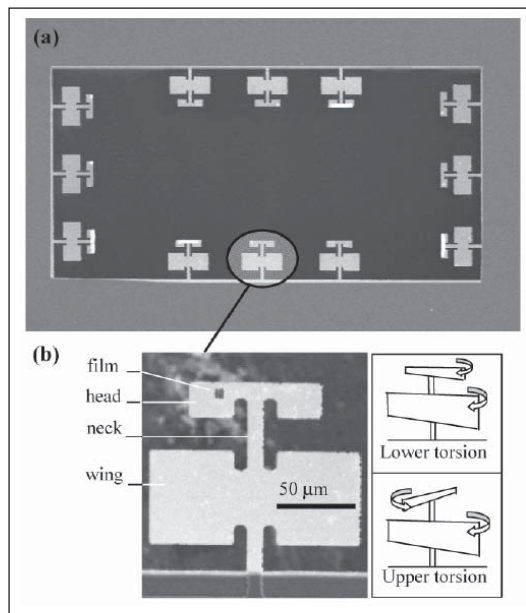 (a)
(b)
film
head
neck
wing
50 μm
Lower torsion
Upper torsion